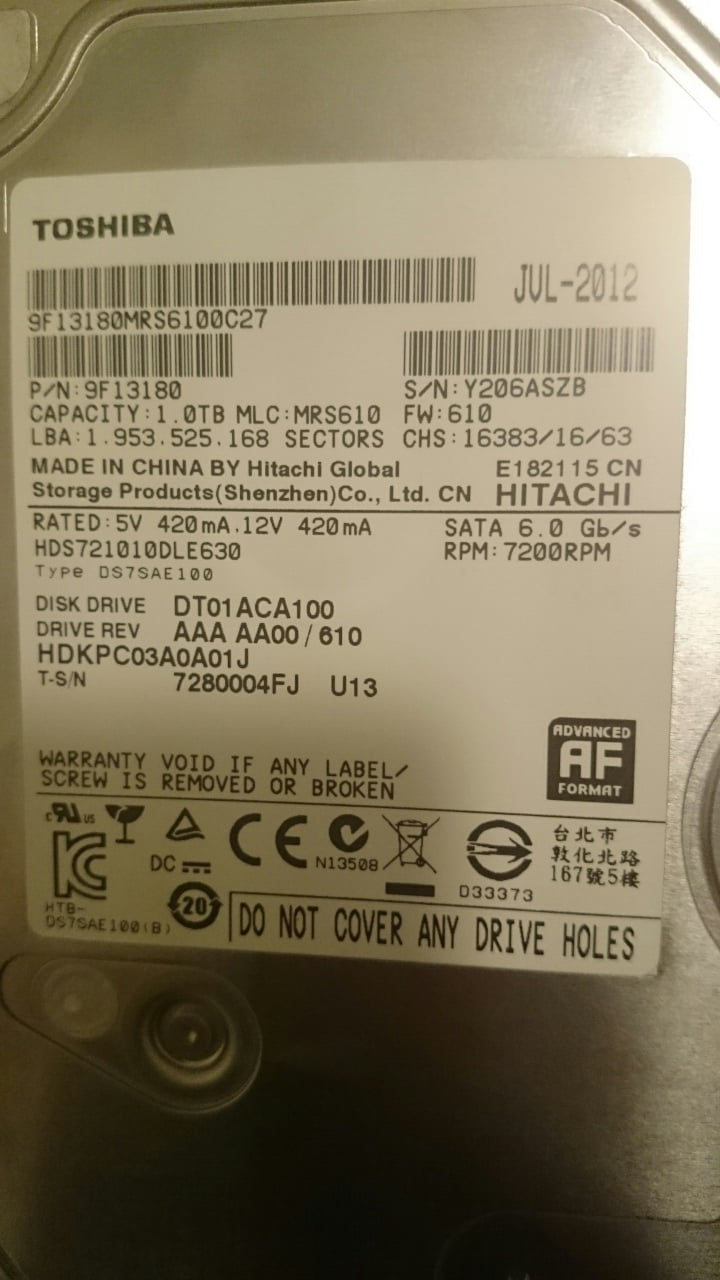 TOSHIBA
JUL-2012
9F13180MRS6100C27
P/N:9F13180 S/N:Y206ASZB
CAPACITY:1.0TB MLC:MRS610 FW:610
LBA:1.953.525.168 SECTORS CHS:16383/16/63
MADE IN CHINA BY Hitachi Global E182115 CN
Storage Products(Shenzhen)Co., Ltd. CN HITACHI
RATED:5V 420mA.12V 420mA SATA 6.0 Gb/s
HDS721010DLE630 RPM:7200RPM
Type DS7SAE100
DISK DRIVE DT01ACA100
DRIVE REV AAA AA00/610
HDKPC03A0A01J
T-S/N 7280004FJ U13
ADVANCED
AF
FORMAT
WARRANTY VOID IF ANY LABEL/
SCREW IS REMOVED OR BROKEN
c RU US
DC
CE
N13508
D33373
台北市
敦化北路
167號5樓
KC
HTB-
DS7SAE100(B)
20
DO NOT COVER ANY DRIVE HOLES